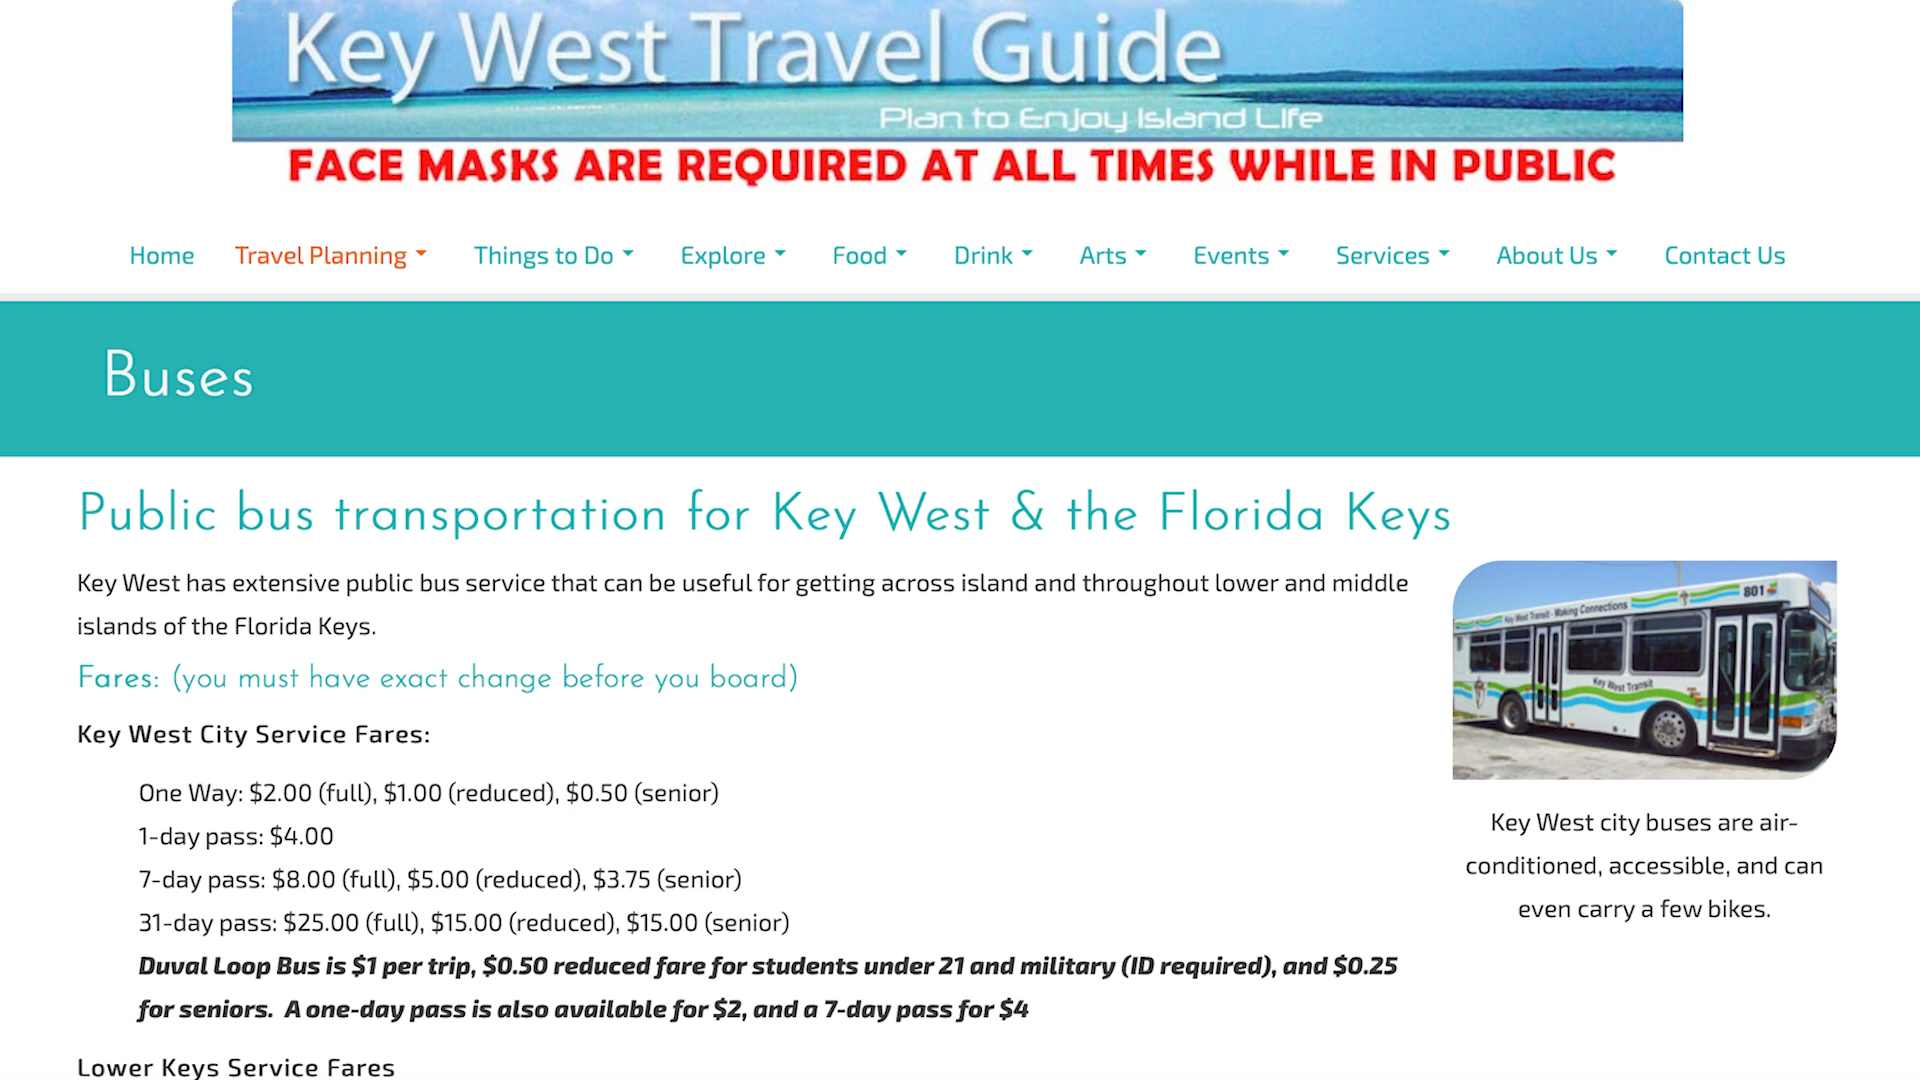 Key West Travel Guide
Plan to Enjoy Island Life
FACE MASKS ARE REQUIRED AT ALL TIMES WHILE IN PUBLIC
Home Travel Planning Things to Do Explore Food Drink Arts Events Services About Us Contact Us
Buses
Public bus transportation for Key West & the Florida Keys
Key West has extensive public bus service that can be useful for getting across island and throughout lower and middle
islands of the Florida Keys.
Fares: (you must have exact change before you board)
Key West City Service Fares:
One Way: $2.00 (full), $1.00 (reduced), $0.50 (senior)
1-day pass: $4.00
7-day pass: $8.00 (full), $5.00 (reduced), $3.75 (senior)
31-day pass: $25.00 (full), $15.00 (reduced), $15.00 (senior)
Duval Loop Bus is $1 per trip, $0.50 reduced fare for students under 21 and military (ID required), and $0.25
for seniors. A one-day pass is also available for $2, and a 7-day pass for $4
Lower Keys Service Fares
Key West Transit - Making Connections
801
Key West Transit
Key West city buses are air-
conditioned, accessible, and can
even carry a few bikes.